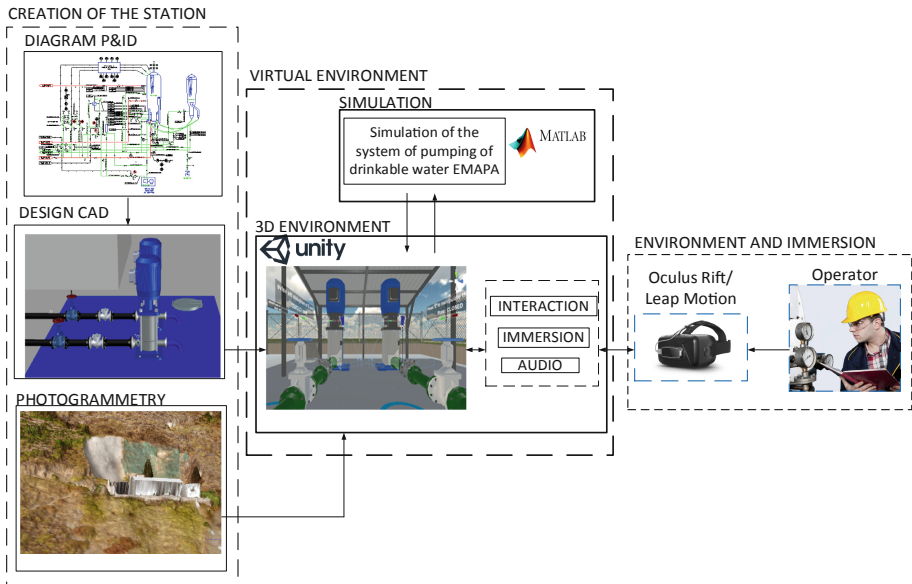 CREATION OF THE STATION
DIAGRAM P&ID
DESIGN CAD
PHOTOGRAMMETRY
VIRTUAL ENVIRONMENT
SIMULATION
Simulation of the
system of pumping of
drinkable water EMAPA
MATLAB
3D ENVIRONMENT
unity
INTERACTION
IMMERSION
AUDIO
ENVIRONMENT AND IMMERSION
Oculus Rift/
Leap Motion
Operator